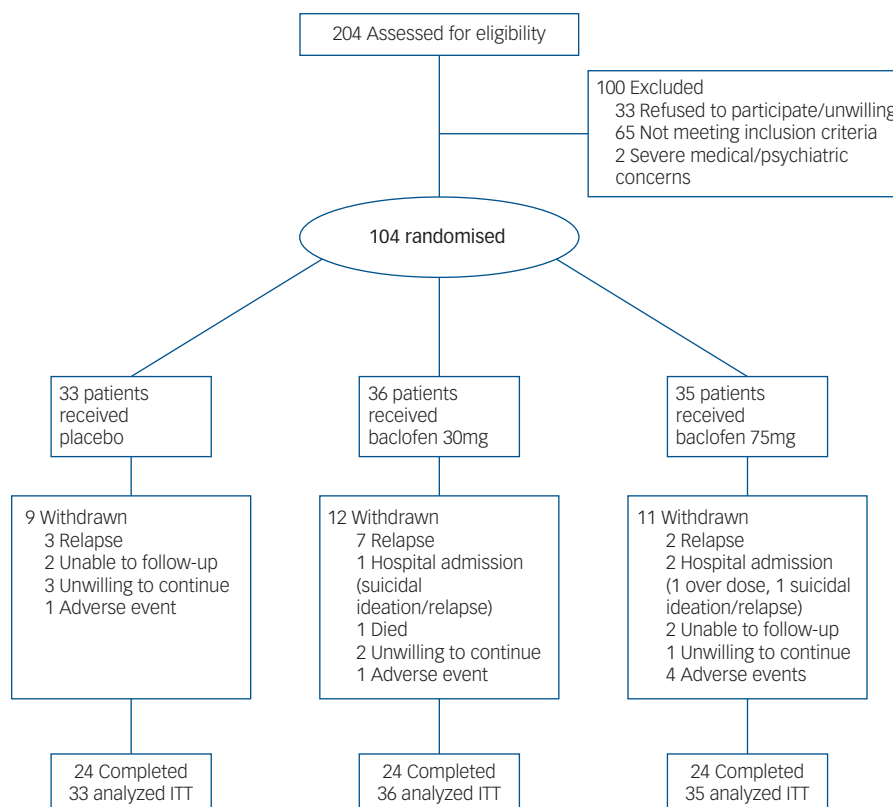 204 Assessed for eligibility
100 Excluded
33 Refused to participate/unwilling
65 Not meeting inclusion criteria
2 Severe medical/psychiatric
concerns
104 randomised
33 patients
received
placebo
36 patients
received
baclofen 30mg
35 patients
received
baclofen 75mg
9 Withdrawn
3 Relapse
2 Unable to follow-up
3 Unwilling to continue
1 Adverse event
12 Withdrawn
7 Relapse
1 Hospital admission
(suicidal
ideation/relapse)
1 Died
2 Unwilling to continue
1 Adverse event
11 Withdrawn
2 Relapse
2 Hospital admission
(1 over dose, 1 suicidal
ideation/relapse)
2 Unable to follow-up
1 Unwilling to continue
4 Adverse events
24 Completed
33 analyzed ITT
24 Completed
36 analyzed ITT
24 Completed
35 analyzed ITT